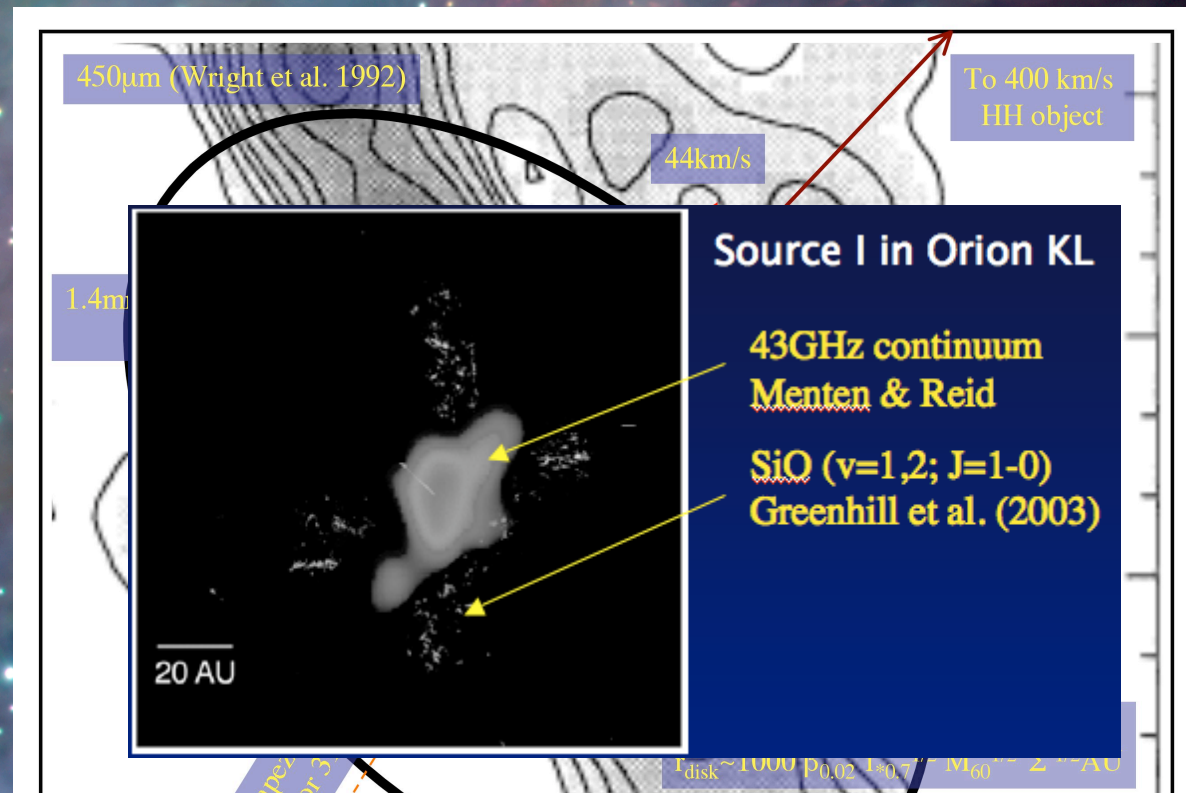 450μm (Wright et al. 1992)
To 400 km/s
HH object
44km/s
Source I in Orion KL
43GHz continuum
Menten & Reid
SiO (v=1,2; J=1-0)
Greenhill et al. (2003)
20 AU